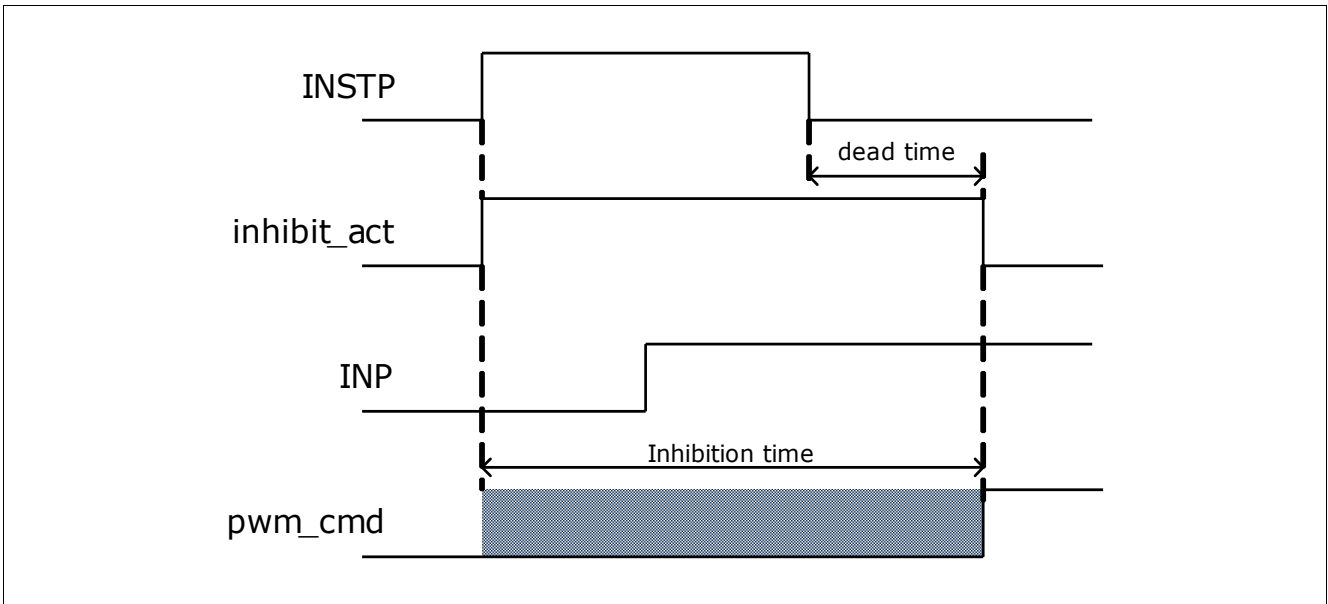 INSTP
dead time
inhibit_act
INP
Inhibition time
pwm_cmd